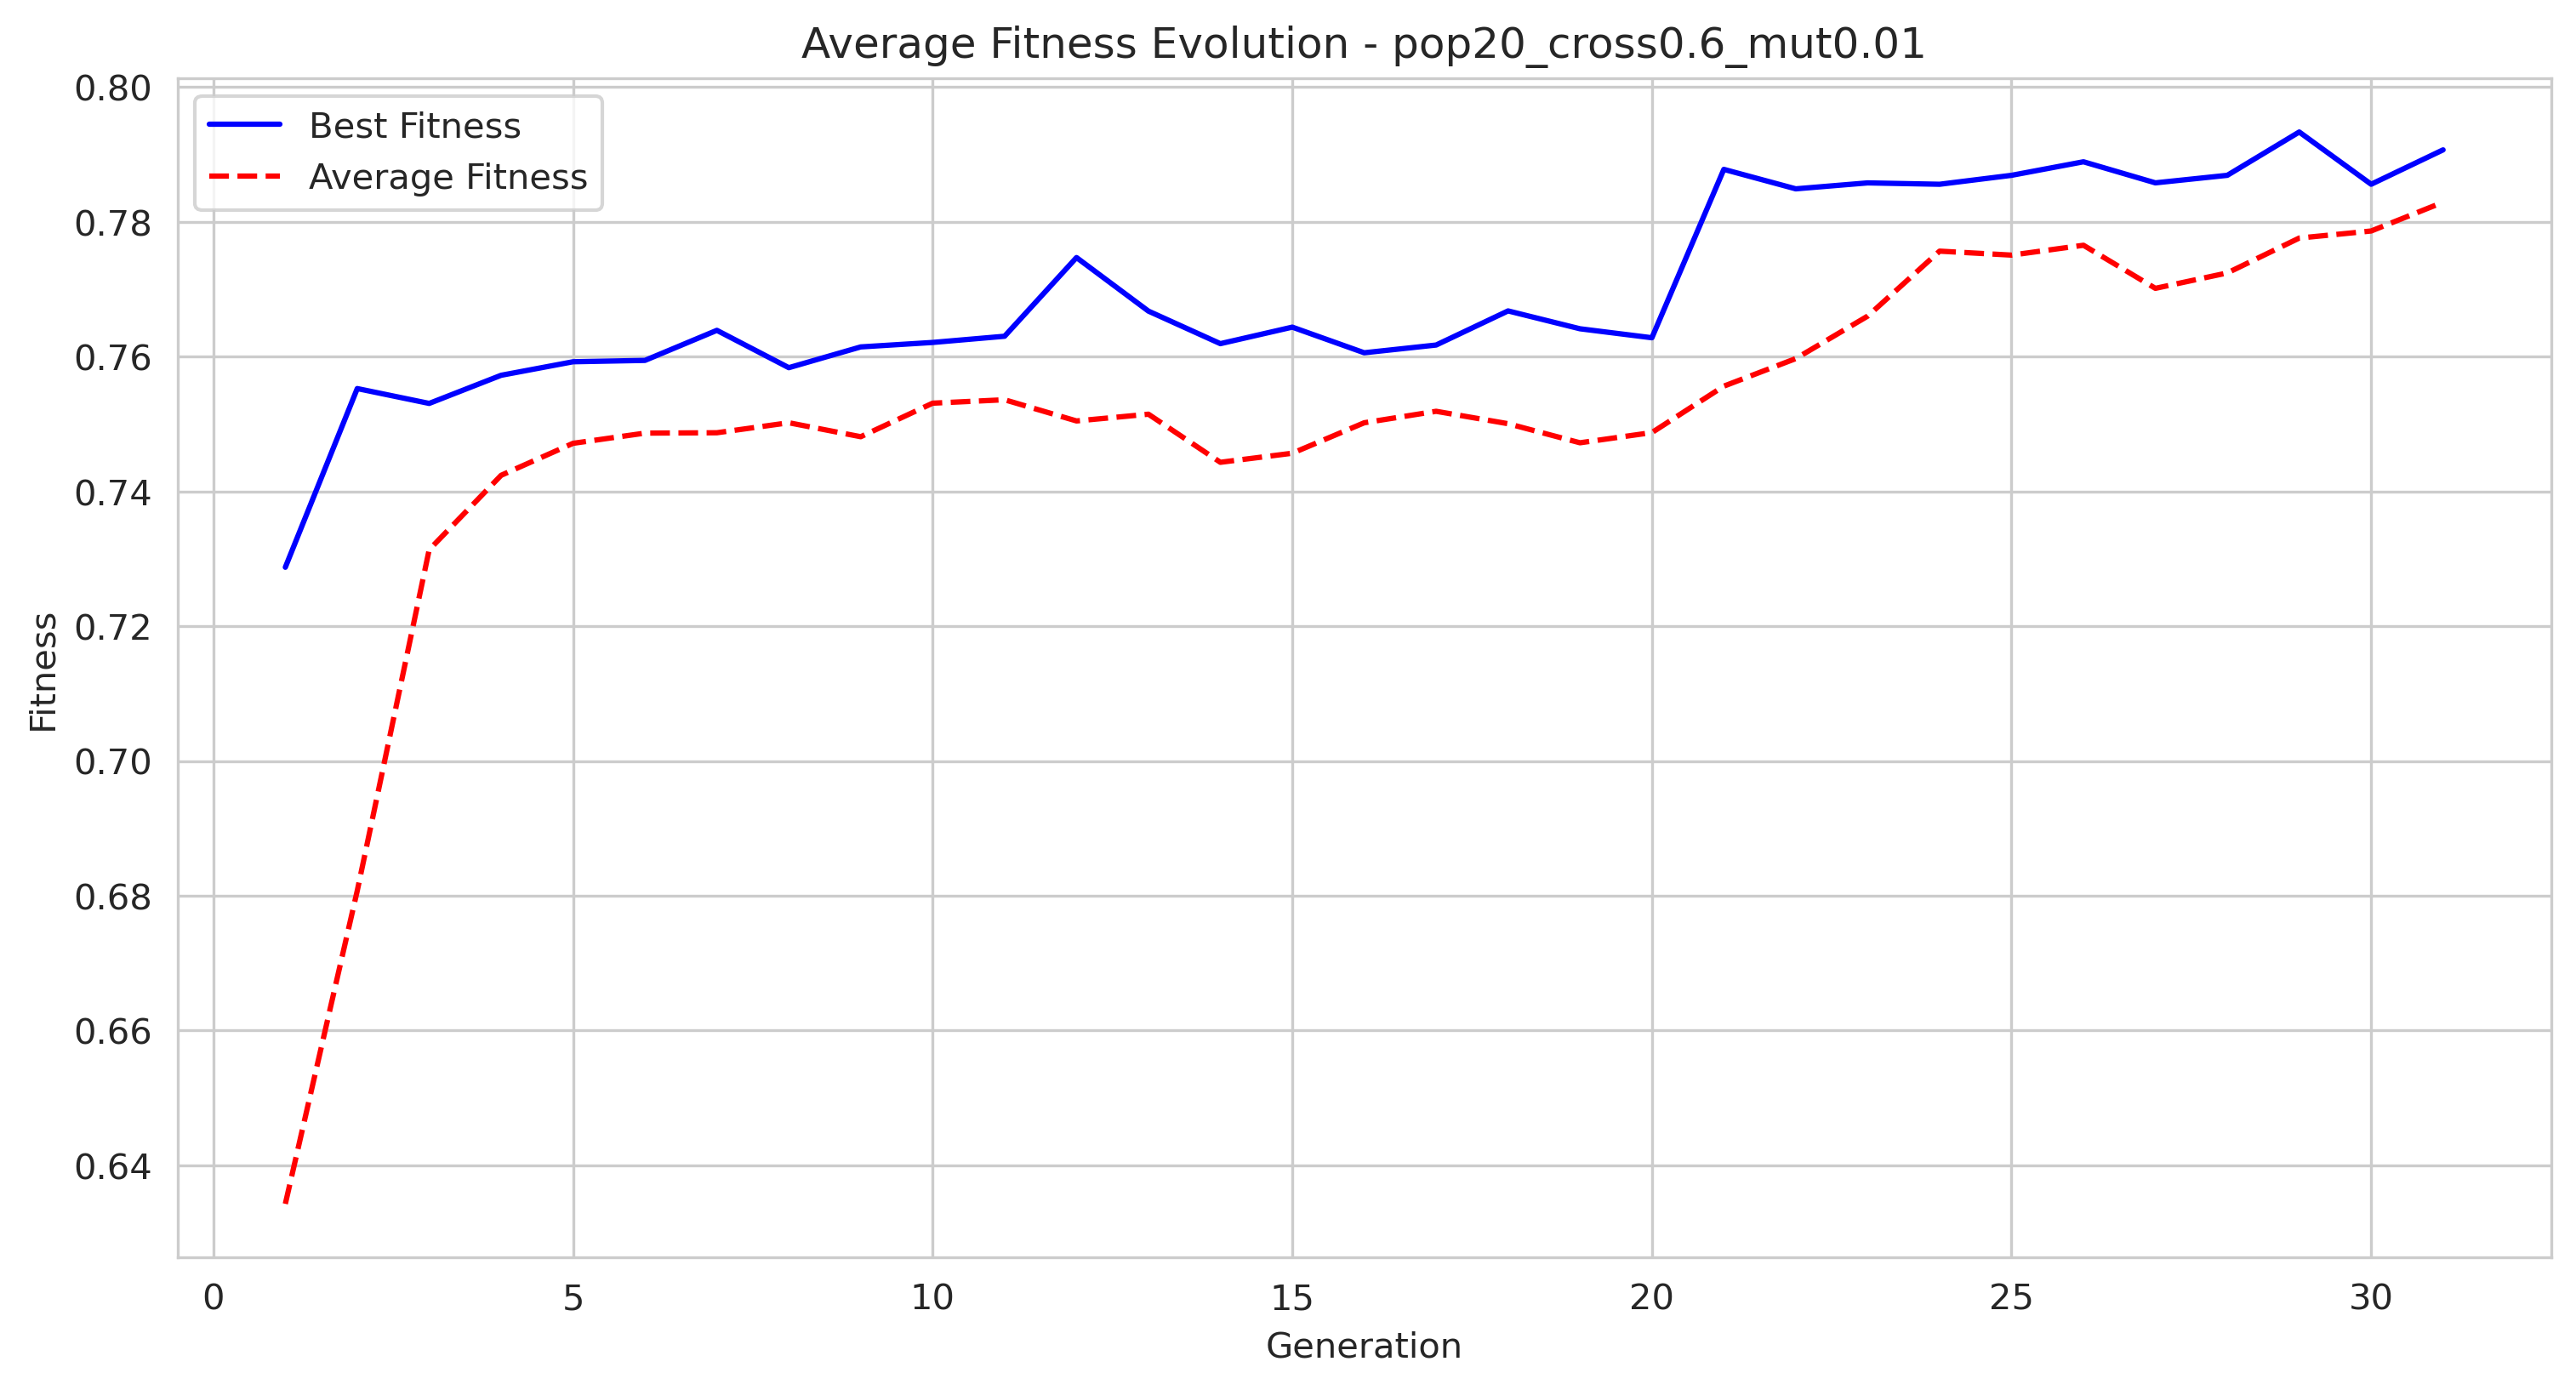 Average Fitness Evolution - pop20_cross0.6_mut0.01
Best Fitness
Average Fitness
0.80
0.78
0.76
0.74
0.72
0.70
0.68
0.66
0.64
Fitness
0 5 10 15 20 25 30
Generation